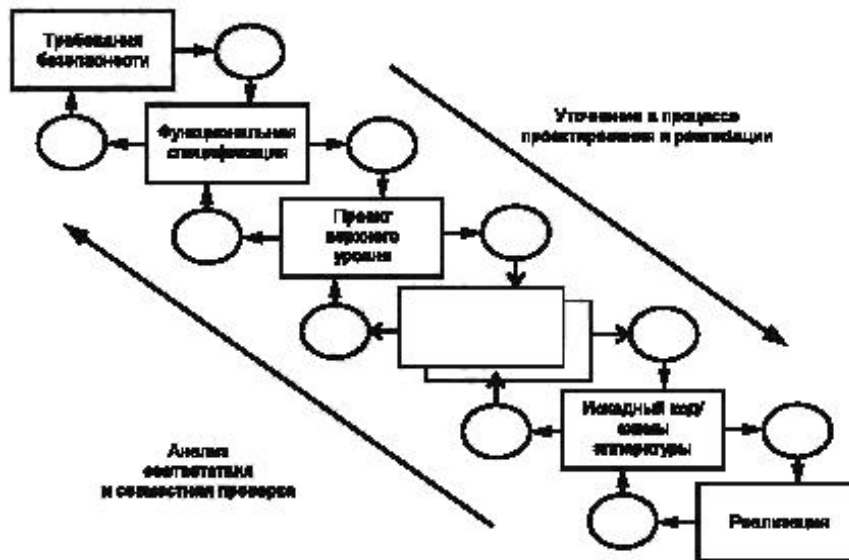 Требования
безопасности
Функциональная
спецификация
Уточнение в процессе
проектирования и реализации
Проект
верхнего
уровня
Исходный код/
схемы
аппаратуры
Анализ
соответствия
и совместная проверка
Реализация